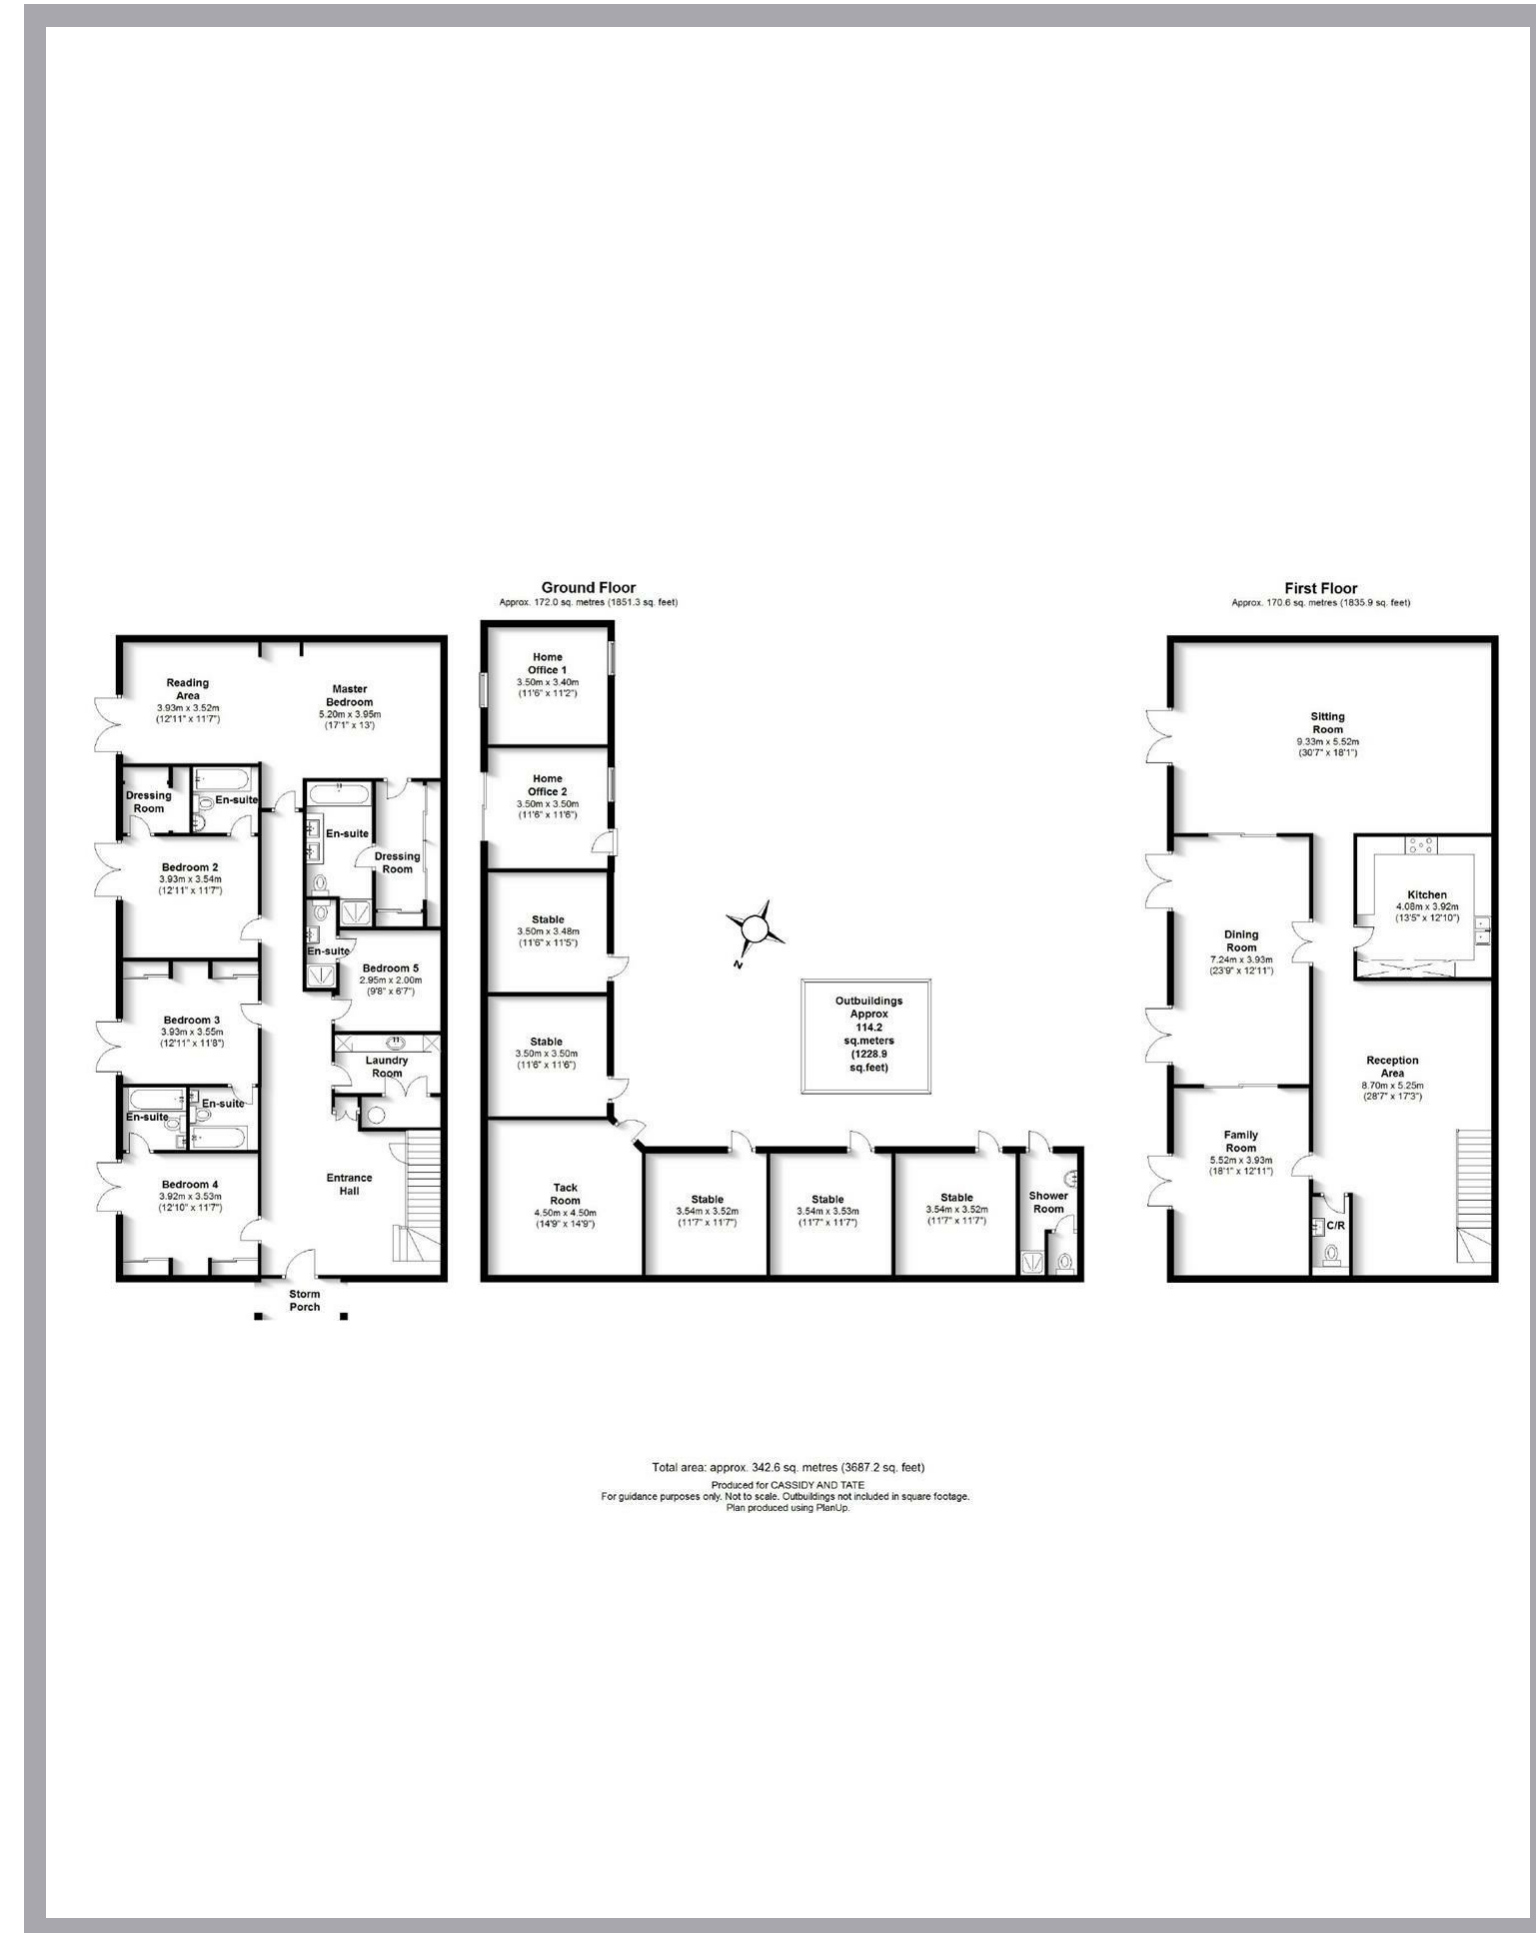 Ground Floor
Approx. 172.0 sq. metres (1851.3 sq. feet)
Reading
Area
3.93m x 3.52m
(12'11" x 11'7")
Master
Bedroom
5.20m x 3.95m
(17'1" x 13')
Dressing
Room
En-suite
En-suite
Dressing
Room
Bedroom 2
3.93m x 3.54m
(12'11" x 11'7")
En-suite
Bedroom 5
2.95m x 2.00m
(9'8" x 6'7")
Bedroom 3
3.93m x 3.55m
(12'11" x 11'8")
Laundry
Room
En-suite
En-suite
Bedroom 4
3.92m x 3.53m
(12'10" x 11'7")
Entrance
Hall
Storm
Porch
Home
Office 1
3.50m x 3.40m
(11'6" x 11'2")
Home
Office 2
3.50m x 3.50m
(11'6" x 11'6")
Stable
3.50m x 3.48m
(11'6" x 11'5")
Stable
3.50m x 3.50m
(11'6" x 11'6")
Tack
Room
4.50m x 4.50m
(14'9" x 14'9")
Stable
3.54m x 3.52m
(11'7" x 11'7")
Stable
3.54m x 3.53m
(11'7" x 11'7")
Stable
3.54m x 3.52m
(11'7" x 11'7")
Shower
Room
N
Outbuildings
Approx
114.2
sq.meters
(1228.9
sq.feet)
First Floor
Approx. 170.6 sq. metres (1835.9 sq. feet)
Sitting
Room
9.33m x 5.52m
(30'7" x 18'1")
Kitchen
4.08m x 3.92m
(13'5" x 12'10")
Dining
Room
7.24m x 3.93m
(23'9" x 12'11")
Reception
Area
8.70m x 5.25m
(28'7" x 17'3")
Family
Room
5.52m x 3.93m
(18'1" x 12'11")
C/R
Total area: approx. 342.6 sq. metres (3687.2 sq. feet)
Produced for CASSIDY AND TATE
For guidance purposes only. Not to scale. Outbuildings not included in square footage.
Plan produced using PlanUp.